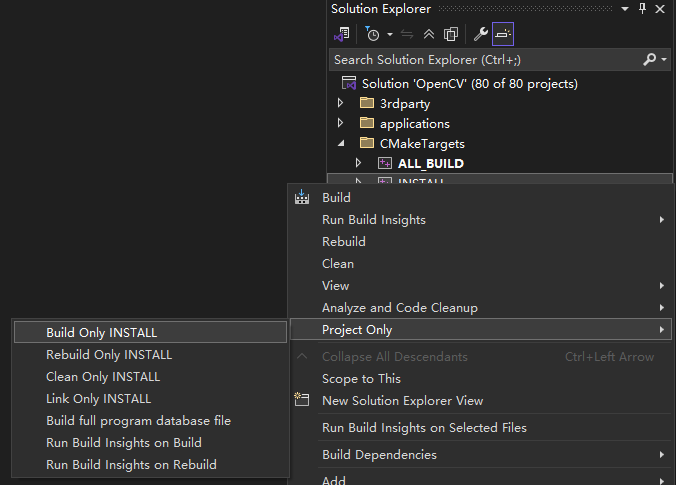 Solution Explorer
Search Solution Explorer (Ctrl+;)
Solution 'OpenCV' (80 of 80 projects)
3rdparty
applications
CMakeTargets
ALL_BUILD
INSTALL
Build
Run Build Insights
Rebuild
Clean
View
Analyze and Code Cleanup
Project Only
Build Only INSTALL
Rebuild Only INSTALL
Clean Only INSTALL
Link Only INSTALL
Build full program database file
Run Build Insights on Build
Run Build Insights on Rebuild
Collapse All Descendants Ctrl+Left Arrow
Scope to This
New Solution Explorer View
Run Build Insights on Selected Files
Build Dependencies
Add